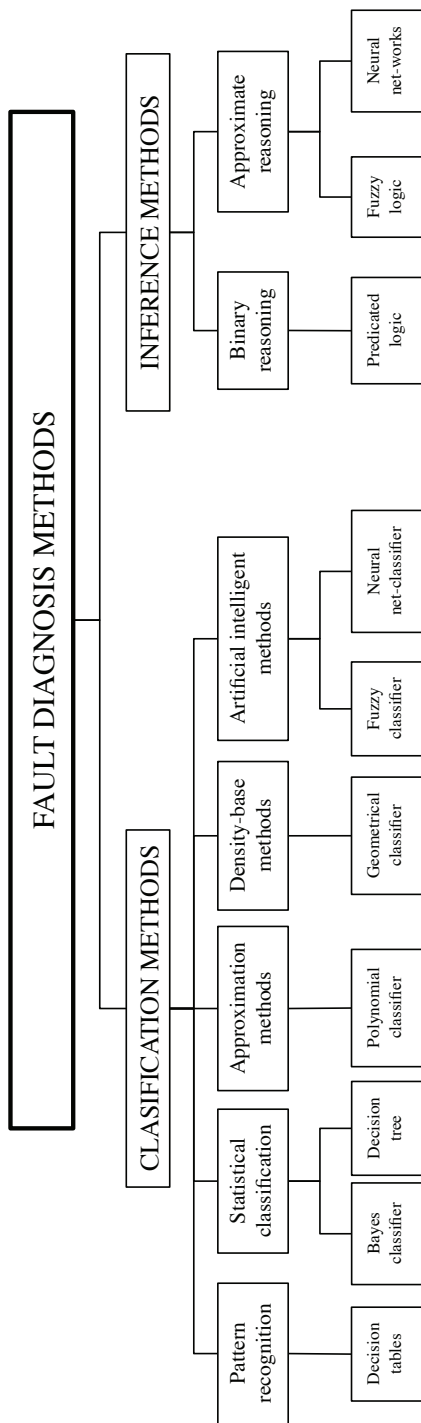 FAULT DIAGNOSIS METHODS
CLASIFICATION METHODS
INFERENCE METHODS
Pattern
recognition
Statistical
classification
Approximation
methods
Density-base
methods
Artificial intelligent
methods
Binary
reasoning
Approximate
reasoning
Decision
tables
Bayes
classifier
Decision
tree
Polynomial
classifier
Geometrical
classifier
Fuzzy
classifier
Neural
net-classifier
Predicated
logic
Fuzzy
logic
Neural
net-works